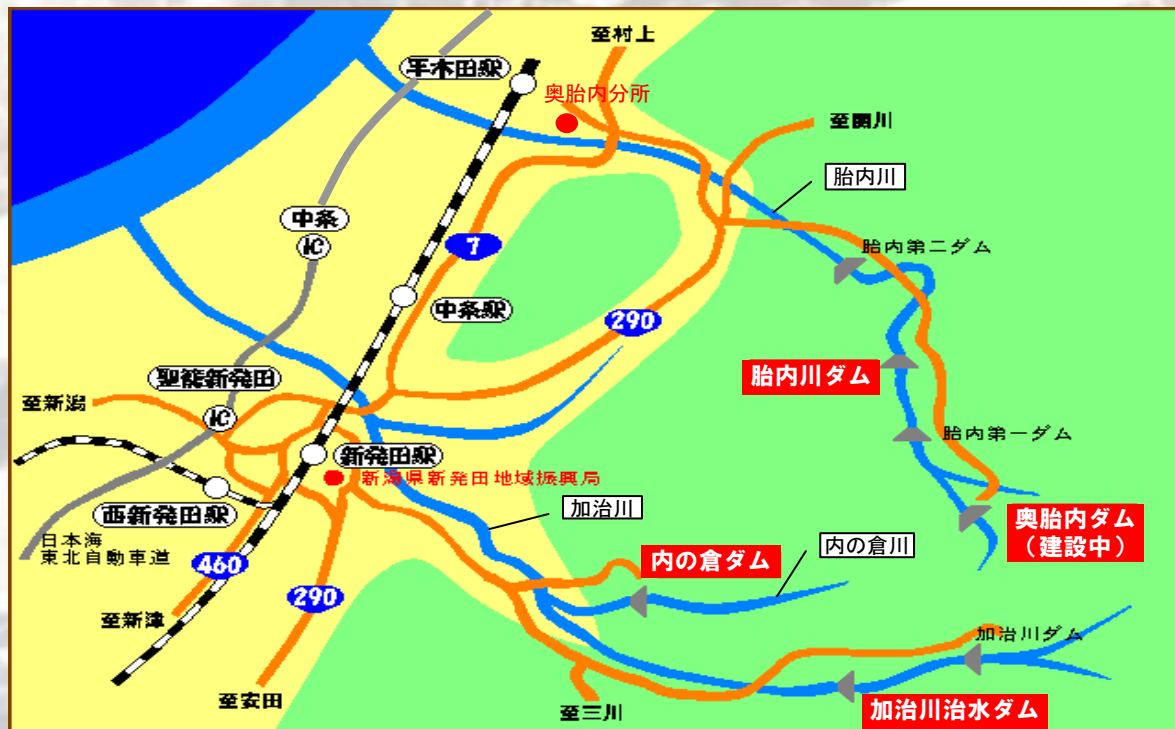 至村上
平木田駅
奥胎内分所
至関川
胎内川
中条
IC
胎内第二ダム
7
中条駅
290
胎内川ダム
聖籠新発田
IC
至新潟
胎内第一ダム
新発田駅
新潟県新発田地域振興局
西新発田駅
加治川
奥胎内ダム
（建設中）
日本海
東北自動車道
内の倉ダム
内の倉川
460
290
至新津
加治川ダム
至安田
至三川
加治川治水ダム